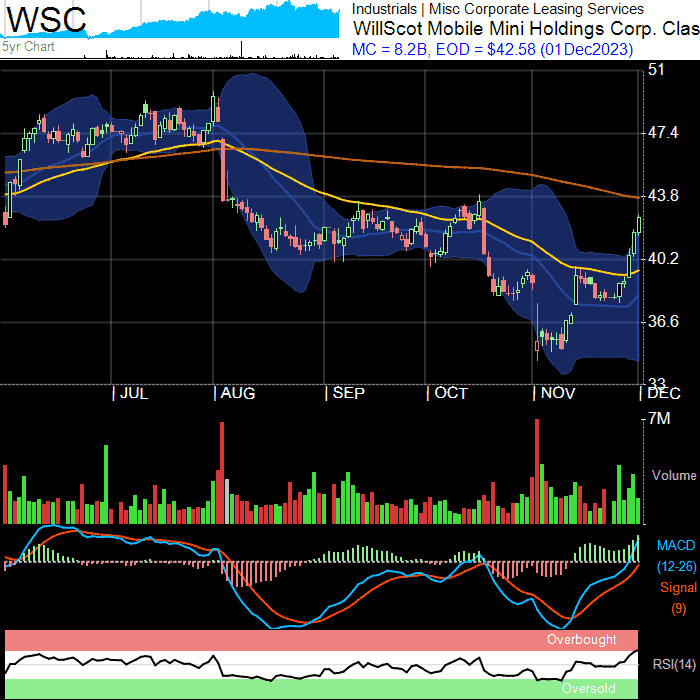 WSC
5yr Chart
Industrials | Misc Corporate Leasing Services
WillScot Mobile Mini Holdings Corp. Clas
MC = 8.2B, EOD = $42.58 (01Dec2023)
51
47.4
43.8
40.2
36.6
33
| JUL | AUG | SEP | OCT | NOV | DEC
7M
Volume
MACD
(12-26)
Signal
(9)
Overbought
RSI(14)
Oversold